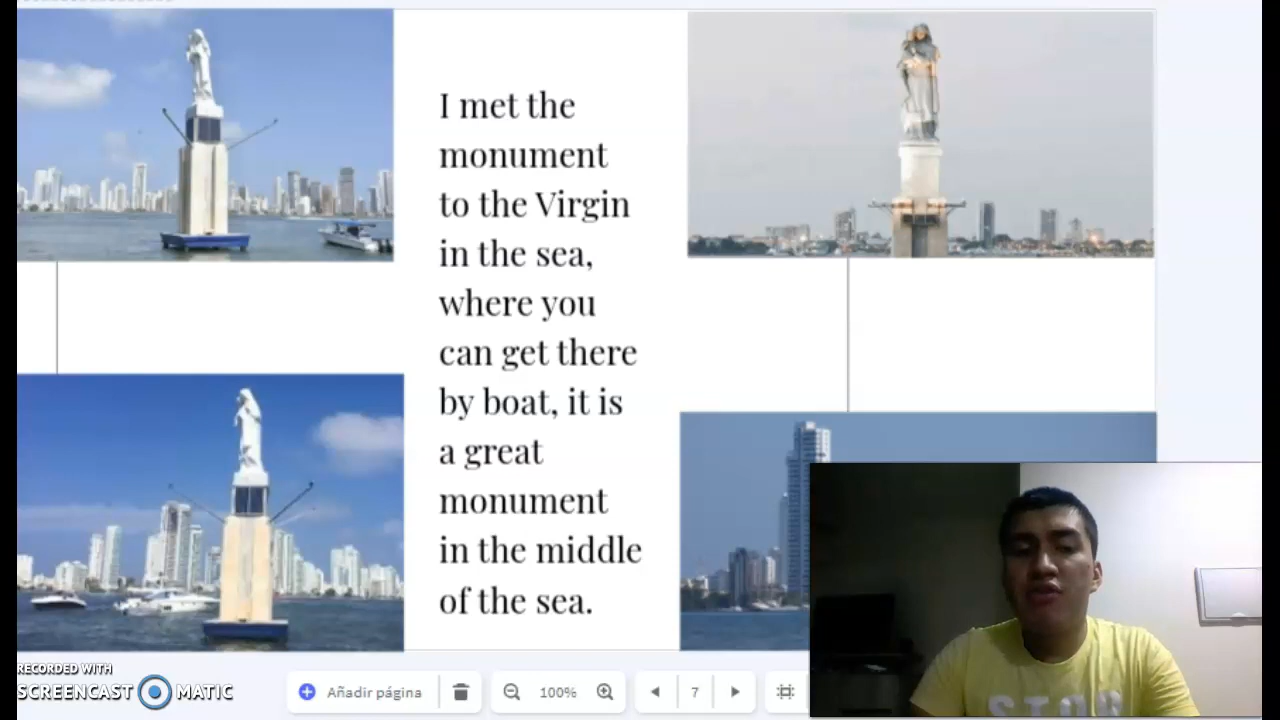 I met the
monument
to the Virgin
in the sea,
where you
can get there
by boat, it is
a great
monument
in the middle
of the sea.
RECORDED WITH
SCREENCAST MATIC
Añadir página
100%
7
STOP